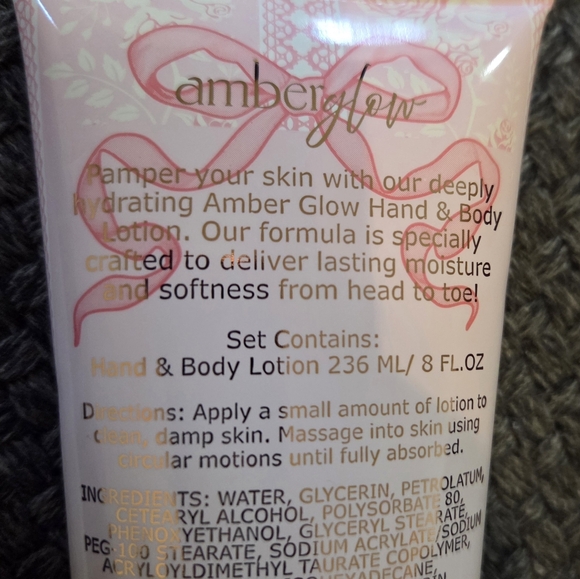 amberglow
Pamper your skin with our deeply
hydrating Amber Glow Hand & Body
Lotion. Our formula is specially
crafted to deliver lasting moisture
and softness from head to toe!
Set Contains:
Hand & Body Lotion 236 ML/ 8 FL.OZ
Directions: Apply a small amount of lotion to
clean, damp skin. Massage into skin using
circular motions until fully absorbed.
INGREDIENTS: WATER, GLYCERIN, PETROLATUM,
CETEARYL ALCOHOL, POLYSORBATE 80,
PHENOXYETHANOL, GLYCERYL STEARATE,
PEG-100 STEARATE, SODIUM ACRYLATE/SODIUM
ACRYLOYLDIMETHYL TAURATE COPOLYMER,